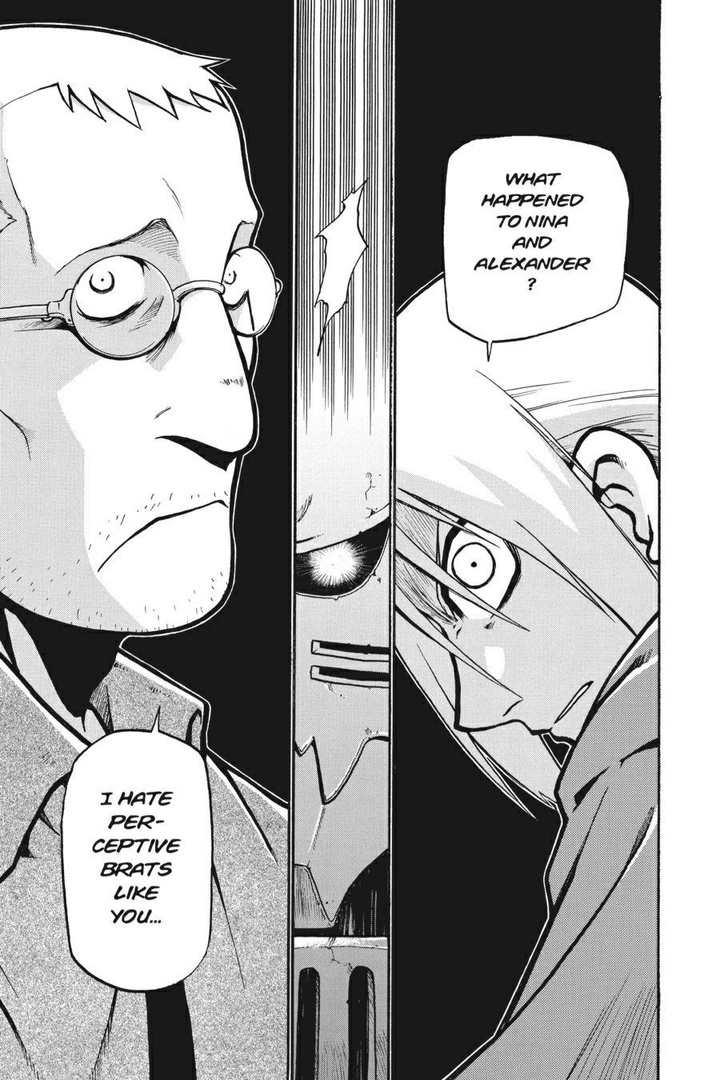 WHAT
HAPPENED
TO NINA
AND
ALEXANDER
?
I HATE
PER-
CEPTIVE
BRATS
LIKE
YOU...